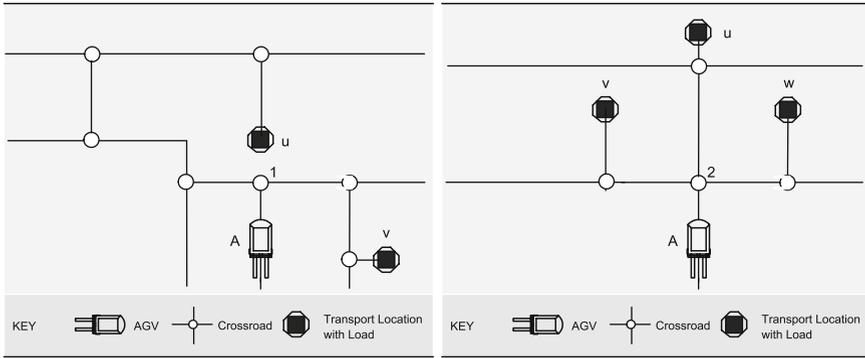 u
1
A
v
KEY
AGV
Crossroad
Transport Location
with Load
u
v
w
2
A
KEY
AGV
Crossroad
Transport Location
with Load